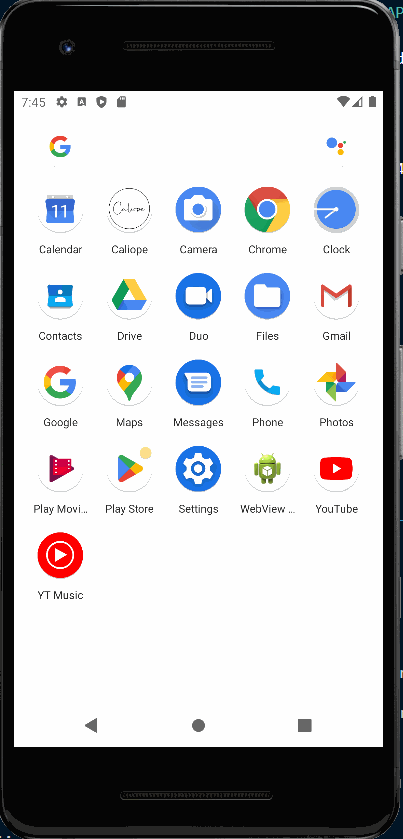 7:45
Calendar Caliope Camera Chrome Clock
11
Caliope
Contacts Drive Duo Files Gmail
Google Maps Messages Phone Photos
Play Movi... Play Store Settings WebView ... YouTube
YT Music